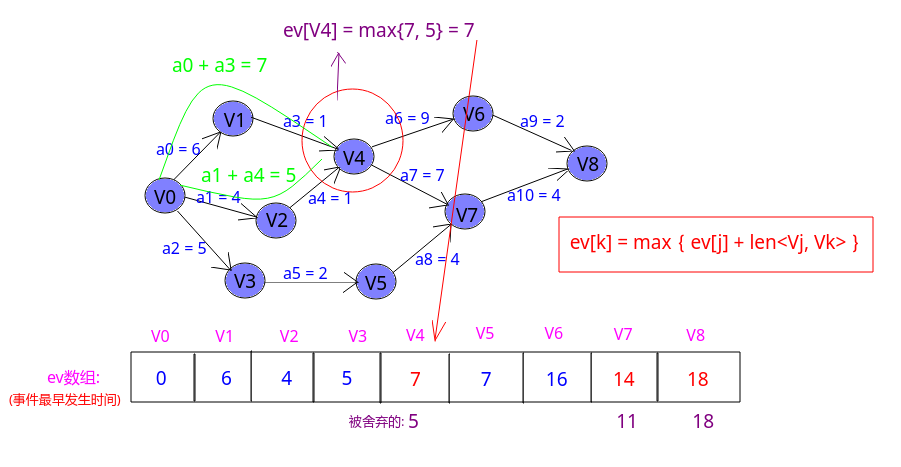 ev[V4] = max{7, 5} = 7
a0 + a3 = 7
V1
a3 = 1
a6 = 9
V6
a9 = 2
a0 = 6
V4
V8
a1 + a4 = 5
a7 = 7
V0
a1 = 4
a4 = 1
a10 = 4
V2
V7
a2 = 5
ev[k] = max { ev[j] + len<Vj, Vk> }
a8 = 4
V3
a5 = 2
V5
V0 V1 V2 V3 V4 V5 V6 V7 V8
ev数组: 0 6 4 5 7 7 16 14 18
(事件最早发生时间)
被舍弃的: 5 11 18